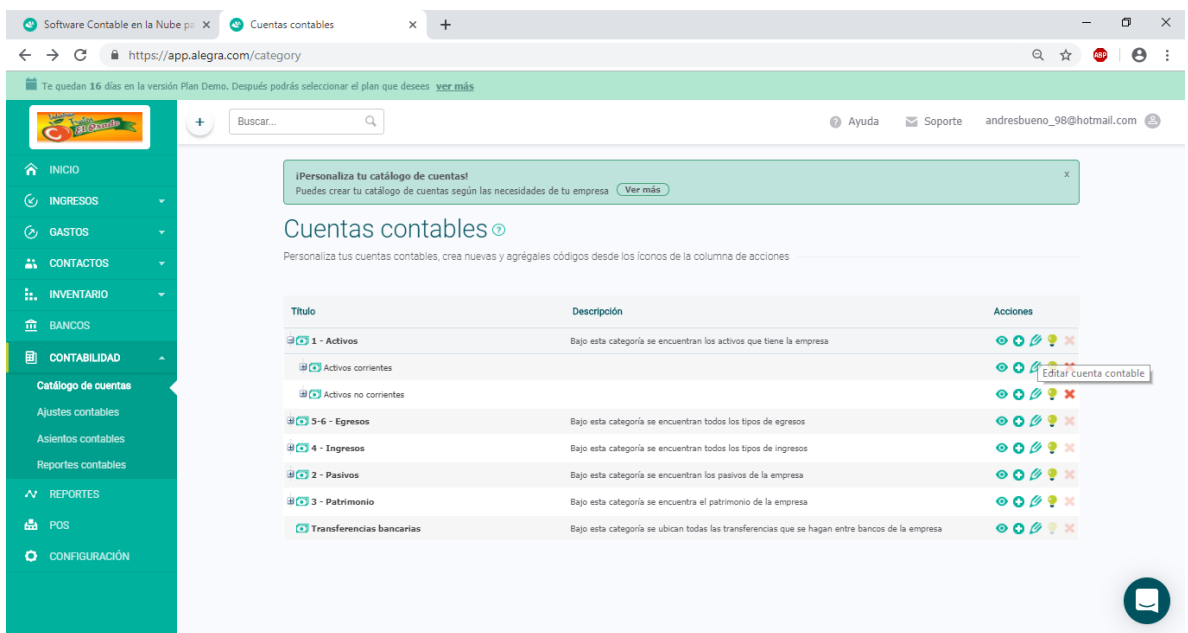 Software Contable en la Nube pa
Cuentas contables
https://app.alegra.com/category
ABP
Te quedan 16 días en la versión Plan Demo. Después podrás seleccionar el plan que desees ver más
El Grande
Buscar...
Ayuda
Soporte
andresbueno_98@hotmail.com
INICIO
INGRESOS
GASTOS
CONTACTOS
INVENTARIO
BANCOS
CONTABILIDAD
Catálogo de cuentas
Ajustes contables
Asientos contables
Reportes contables
REPORTES
POS
CONFIGURACIÓN
¡Personaliza tu catálogo de cuentas!
x
Puedes crear tu catálogo de cuentas según las necesidades de tu empresa Ver más
Cuentas contables
Personaliza tus cuentas contables, crea nuevas y agrégales códigos desde los íconos de la columna de acciones
Título Descripción Acciones
1 - Activos Bajo esta categoría se encuentran los activos que tiene la empresa
Activos corrientes
Editar cuenta contable
Activos no corrientes
5-6 - Egresos Bajo esta categoría se encuentran todos los tipos de egresos
4 - Ingresos Bajo esta categoría se encuentran todos los tipos de ingresos
2 - Pasivos Bajo esta categoría se encuentran los pasivos de la empresa
3 - Patrimonio Bajo esta categoría se encuentra el patrimonio de la empresa
Transferencias bancarias Bajo esta categoría se ubican todas las transferencias que se hagan entre bancos de la empresa